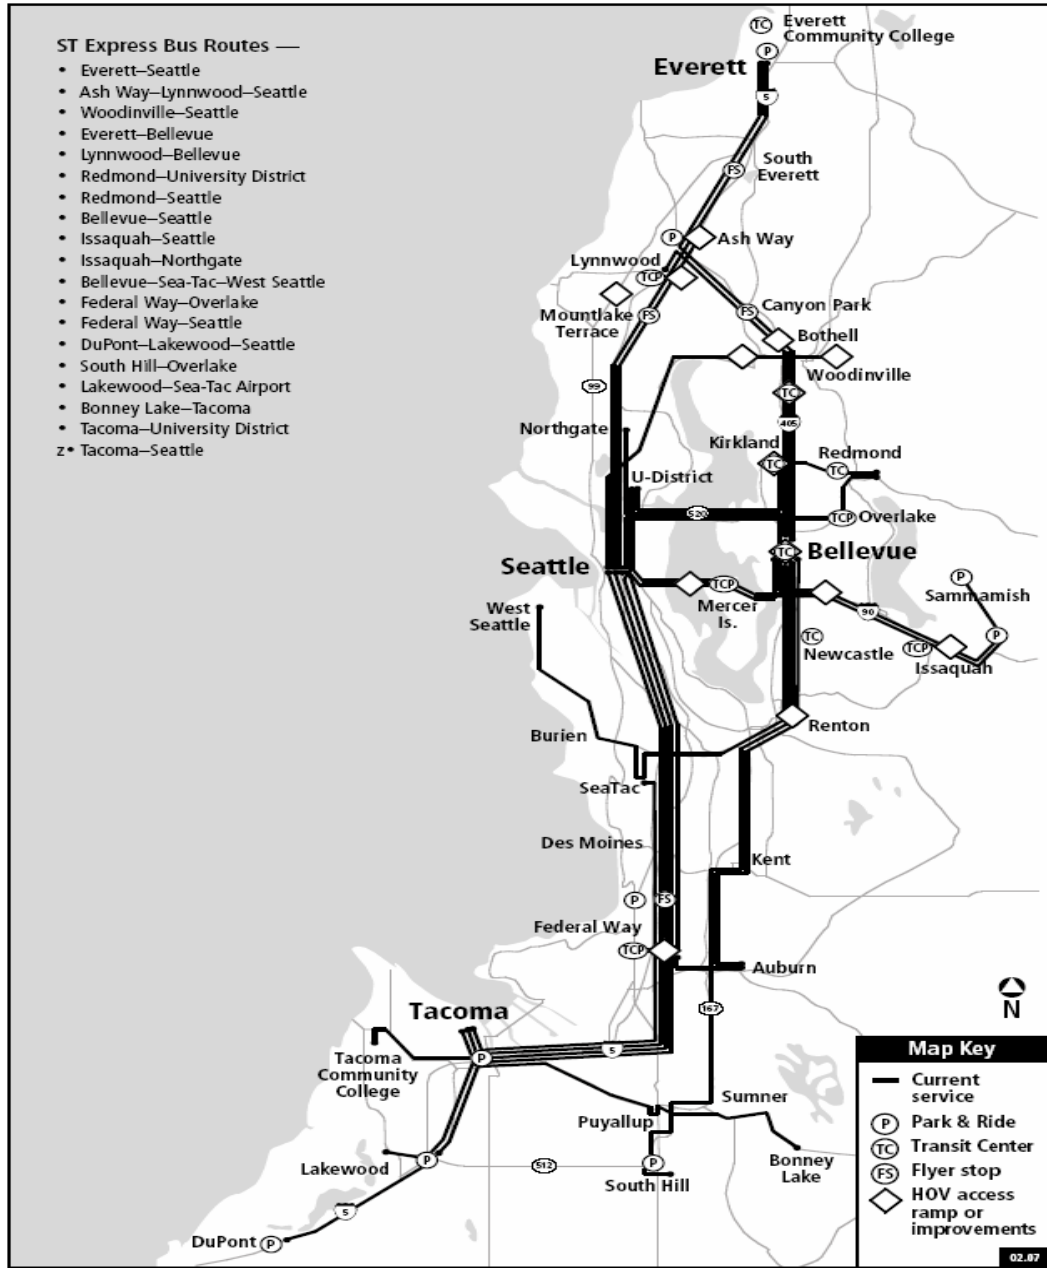 ST Express Bus Routes —
• Everett—Seattle
• Ash Way—Lynnwood—Seattle
• Woodinville—Seattle
• Everett—Bellevue
• Lynnwood—Bellevue
• Redmond—University District
• Redmond—Seattle
• Bellevue—Seattle
• Issaquah—Seattle
• Issaquah—Northgate
• Bellevue—Sea-Tac—West Seattle
• Federal Way—Overlake
• Federal Way—Seattle
• DuPont—Lakewood—Seattle
• South Hill—Overlake
• Lakewood—Sea-Tac Airport
• Bonney Lake—Tacoma
• Tacoma—University District
z• Tacoma—Seattle
TC
Everett
Community College
P
Everett
5
South
Everett
FS
P
Ash Way
Lynnwood
TCP
Canyon Park
FS
Mountlake
Terrace
FS
Bothell
Woodinville
99
TC
405
Northgate
Kirkland
TC
Redmond
TC
U-District
520
TCP
Overlake
TC
Bellevue
Seattle
TCP
Mercer
Is.
P
Sammamish
90
West
Seattle
TC
Newcastle
P
TCP
Issaquah
Renton
Burien
SeaTac
Des Moines
Kent
P
FS
Federal Way
TCP
Auburn
167
Tacoma
P
5
Tacoma
Community
College
Sumner
Puyallup
Bonney
Lake
Lakewood
P
512
P
South Hill
5
DuPont
P
N
Map Key
Current
service
P
Park & Ride
TC
Transit Center
FS
Flyer stop
HOV access
ramp or
improvements
02.07